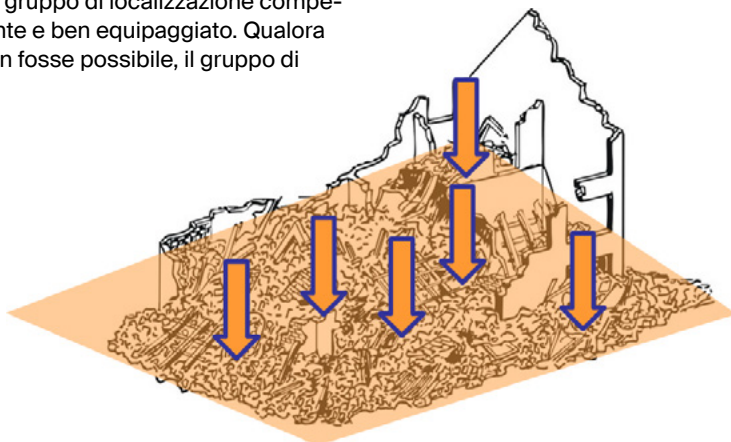 gruppo di localizzazione compe-
nte e ben equipaggiato. Qualora
n fosse possibile, il gruppo di